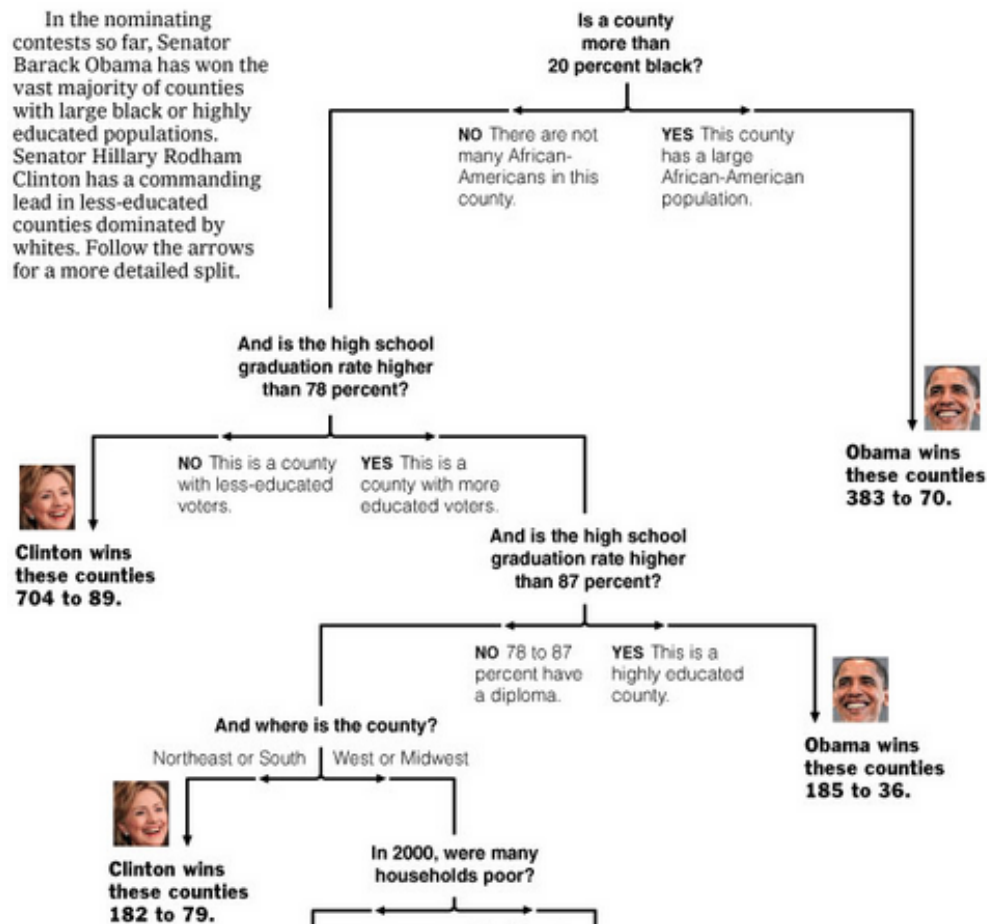 In the nominating
contests so far, Senator
Barack Obama has won the
vast majority of counties
with large black or highly
educated populations.
Senator Hillary Rodham
Clinton has a commanding
lead in less-educated
counties dominated by
whites. Follow the arrows
for a more detailed split.
Is a county
more than
20 percent black?
NO There are not
many African-
Americans in this
county.
YES This county
has a large
African-American
population.
And is the high school
graduation rate higher
than 78 percent?
Obama wins
these counties
383 to 70.
NO This is a county
with less-educated
voters.
YES This is a
county with more
educated voters.
Clinton wins
these counties
704 to 89.
And is the high school
graduation rate higher
than 87 percent?
NO 78 to 87
percent have
a diploma.
YES This is a
highly educated
county.
Obama wins
these counties
185 to 36.
And where is the county?
Northeast or South
West or Midwest
Clinton wins
these counties
182 to 79.
In 2000, were many
households poor?